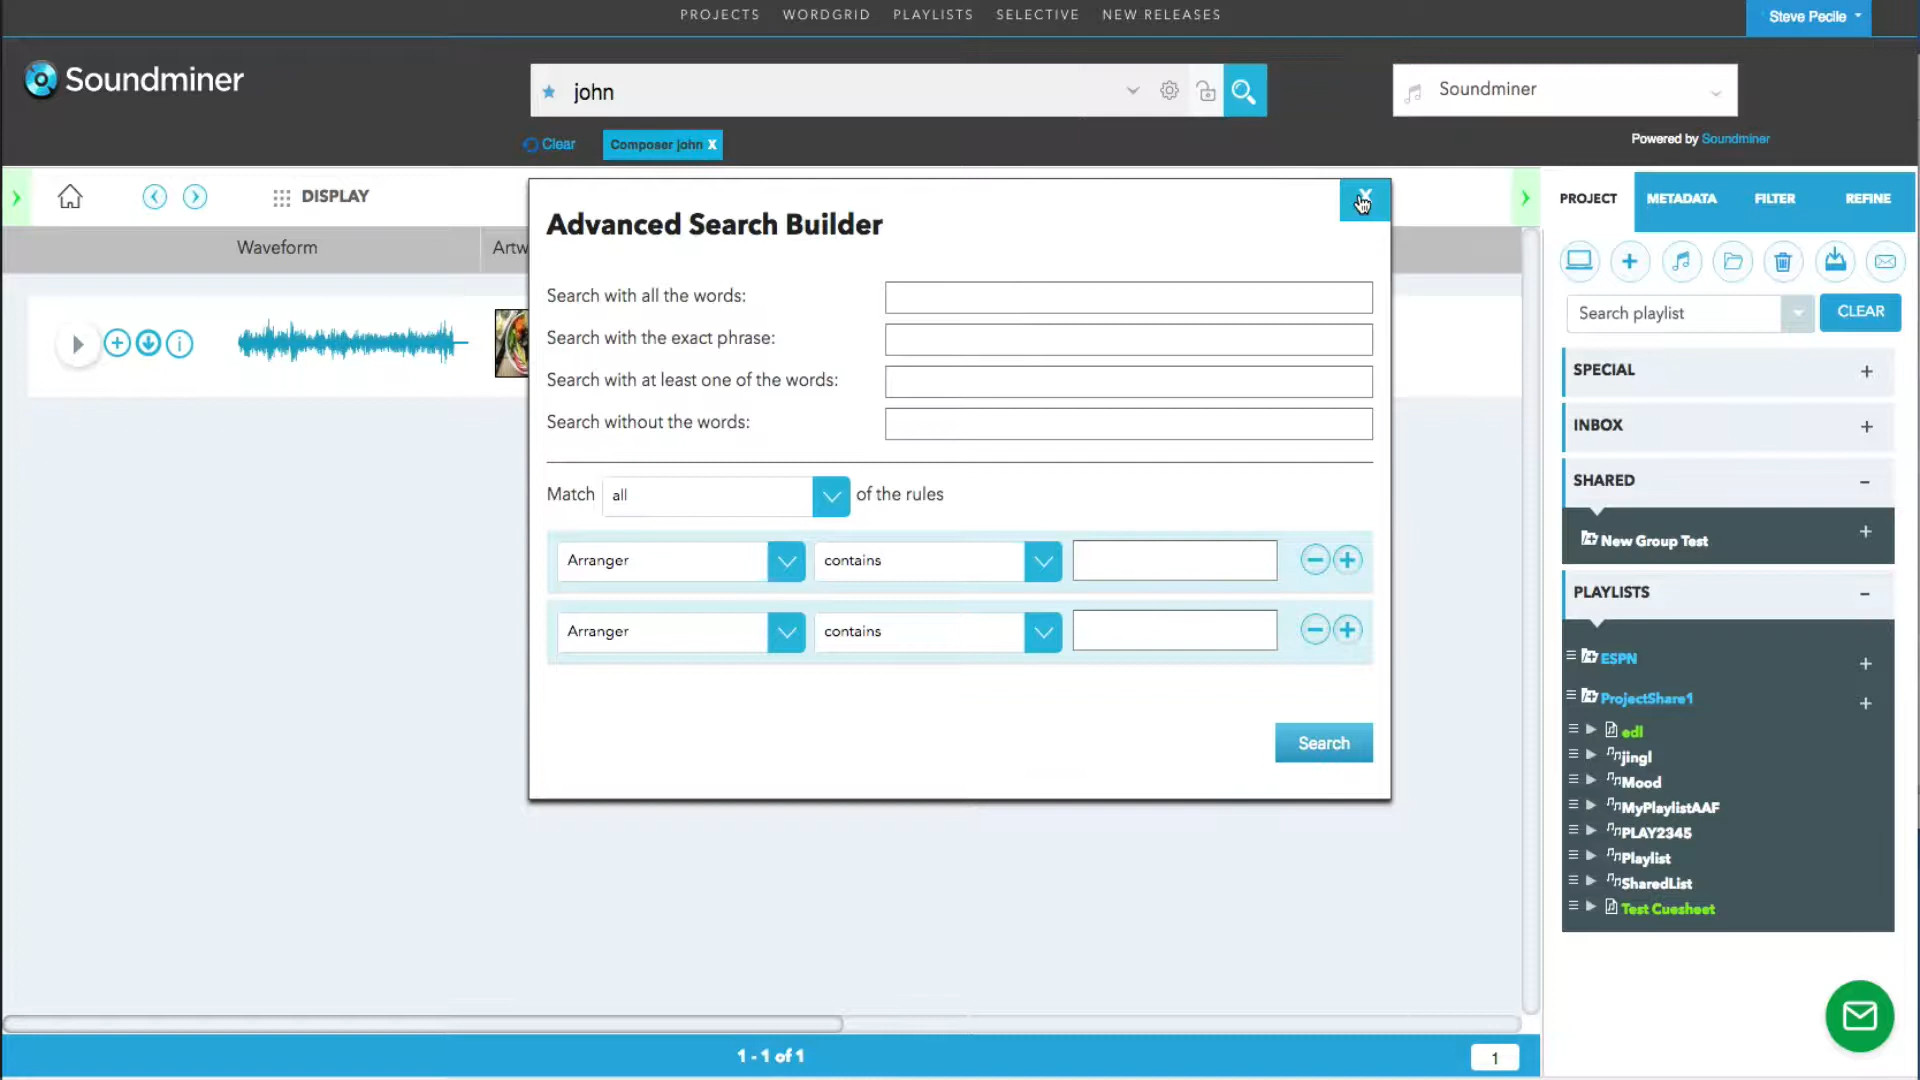 PROJECTS WORDGRID PLAYLISTS SELECTIVE NEW RELEASES
Steve Pecile
Soundminer
john
Soundminer
Clear
Composer john X
Powered by Soundminer
DISPLAY
PROJECT METADATA FILTER REFINE
Waveform
Artw
Advanced Search Builder
X
Search with all the words:
Search with the exact phrase:
Search with at least one of the words:
Search without the words:
Match all of the rules
Arranger contains
Arranger contains
Search
Search playlist CLEAR
SPECIAL
INBOX
SHARED
New Group Test
PLAYLISTS
ESPN
ProjectShare1
edl
jingl
Mood
MyPlaylistAAF
PLAY2345
Playlist
SharedList
Test Cuesheet
1 - 1 of 1
1